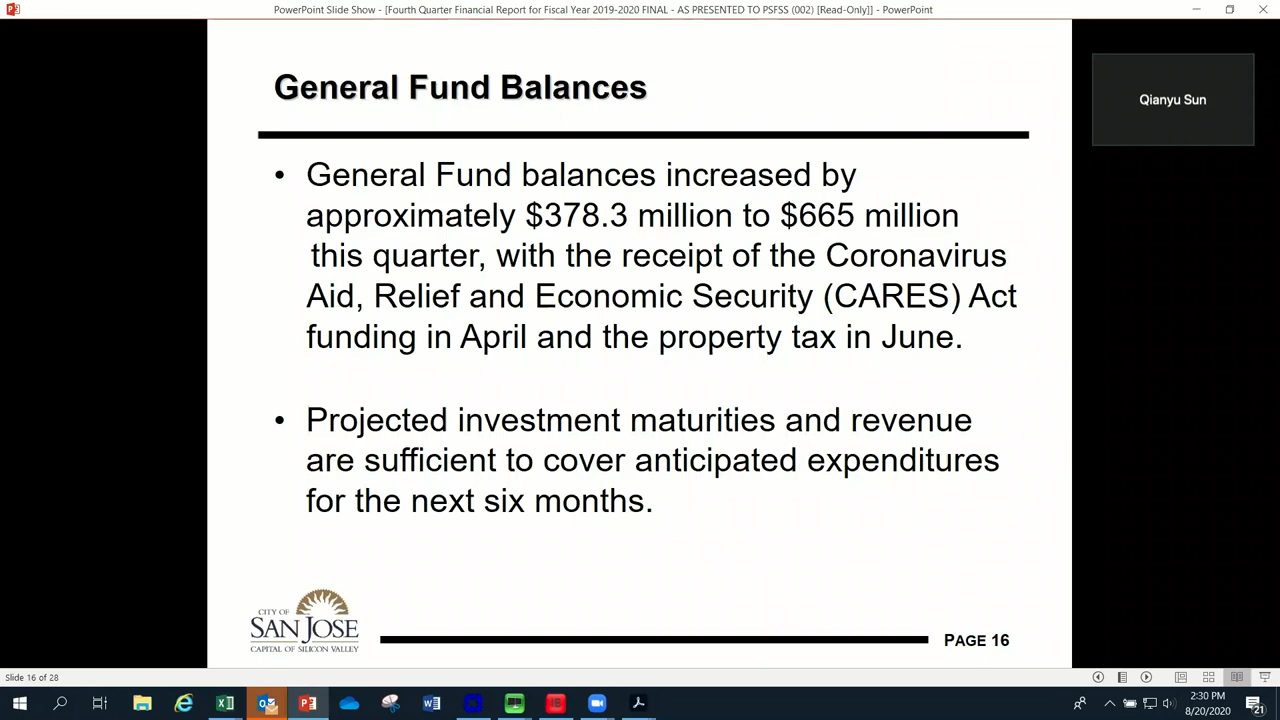 PowerPoint Slide Show - [Fourth Quarter Financial Report for Fiscal Year 2019-2020 FINAL - AS PRESENTED TO PSFSS (002) [Read-Only]] - PowerPoint
Qianyu Sun
General Fund Balances
• General Fund balances increased by
approximately $378.3 million to $665 million
this quarter, with the receipt of the Coronavirus
Aid, Relief and Economic Security (CARES) Act
funding in April and the property tax in June.
• Projected investment maturities and revenue
are sufficient to cover anticipated expenditures
for the next six months.
CITY OF
SAN JOSE
CAPITAL OF SILICON VALLEY
PAGE 16
Slide 16 of 28
2:30 PM
8/20/2020
21